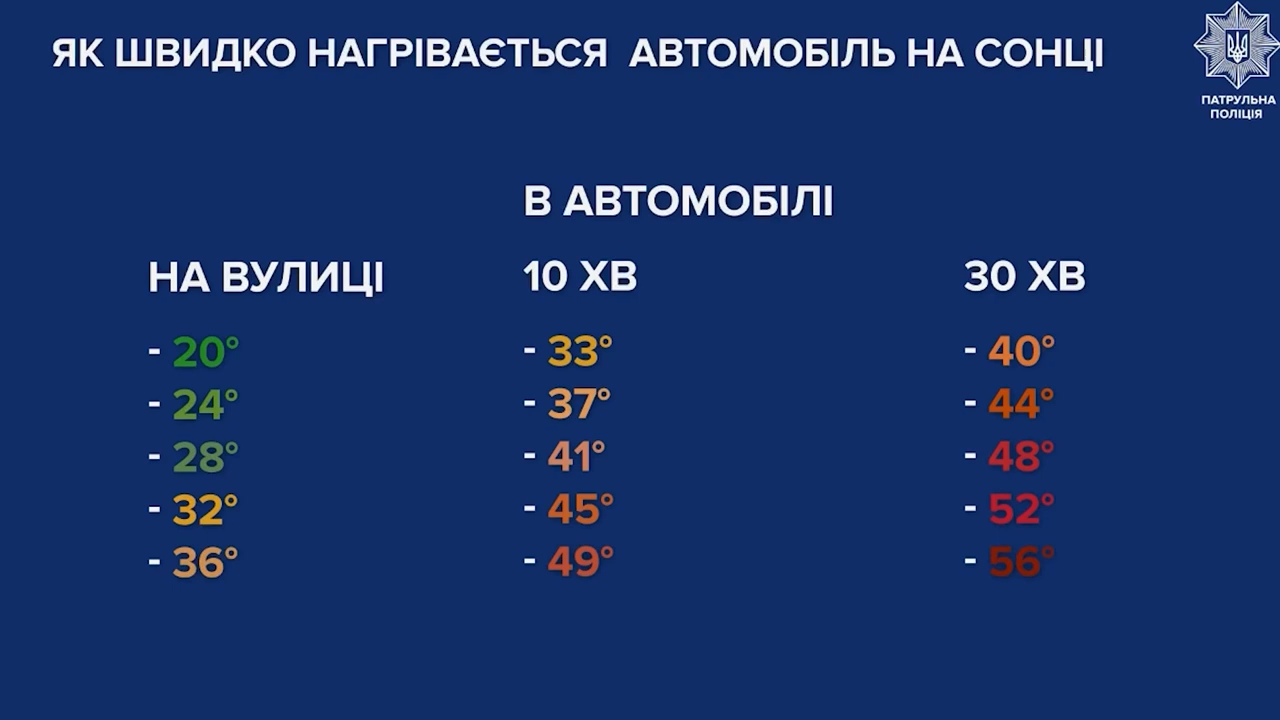 ЯК ШВИДКО НАГРІВАЄТЬСЯ АВТОМОБІЛЬ НА СОНЦІ
ПАТРУЛЬНА
ПОЛІЦІЯ
В АВТОМОБІЛІ
НА ВУЛИЦІ 10 ХВ 30 ХВ
- 20° - 33° - 40°
- 24° - 37° - 44°
- 28° - 41° - 48°
- 32° - 45° - 52°
- 36° - 49° - 56°